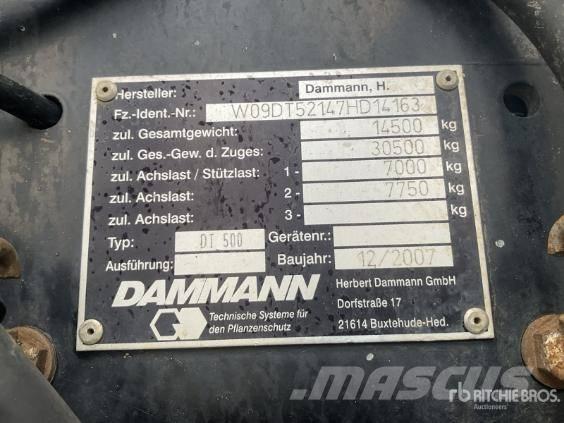 Hersteller: Dammann, H.
Fz.-Ident.-Nr.: W09DT52147HD14163
zul. Gesamtgewicht: 14500 kg
zul. Ges.-Gew. d. Zuges: 30500 kg
zul. Achslast / Stützlast: 1- 7000 kg
zul. Achslast: 2- 7750 kg
zul. Achslast: 3- kg
Typ: DT 500 Gerätenr.:
Ausführung: Baujahr: 12/2007
DAMMANN
Technische Systeme für
den Pflanzenschutz
Herbert Dammann GmbH
Dorfstraße 17
21614 Buxtehude-Hed.
MASCUS
RITCHIE BROS.
Auctioneers